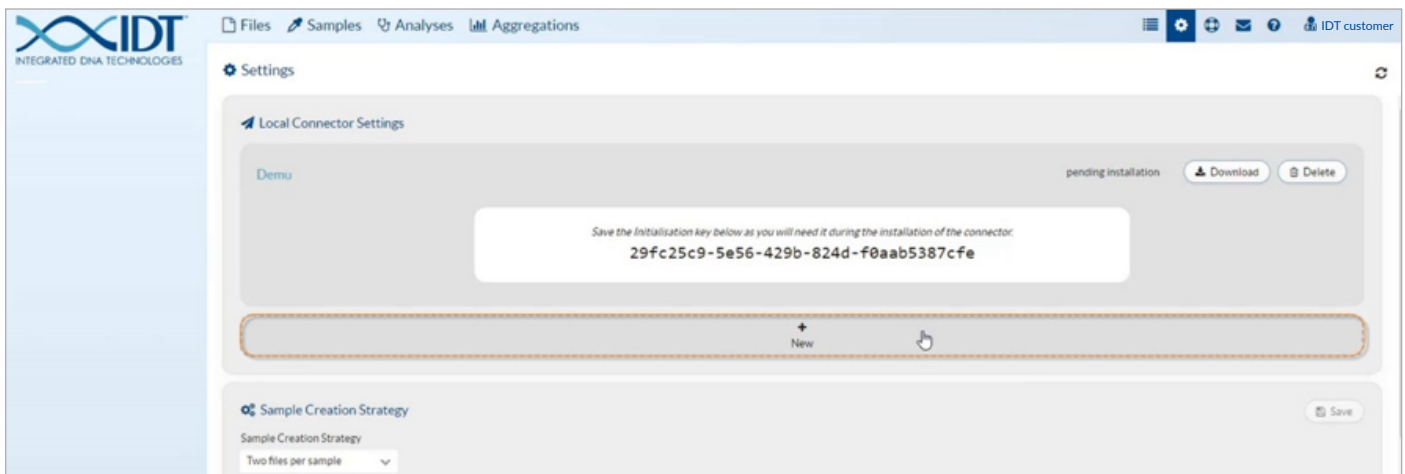 IDT
INTEGRATED DNA TECHNOLOGIES
Files Samples Analyses Aggregations IDT customer
Settings
Local Connector Settings
Demu pending installation Download Delete
Save the Initialisation key below as you will need it during the installation of the connector.
29fc25c9-5e56-429b-824d-f0aab5387cfe
+
New
Sample Creation Strategy Save
Sample Creation Strategy
Two files per sample